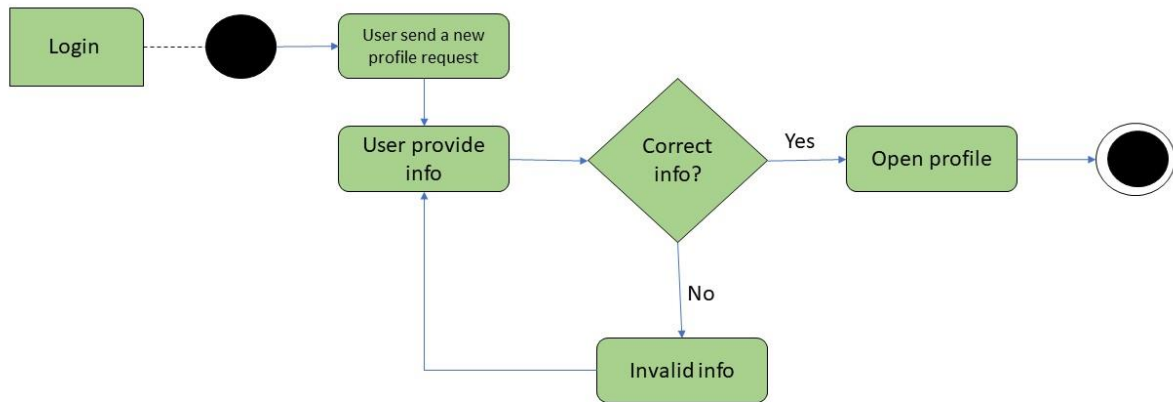 Login
User send a new
profile request
User provide
info
Correct
info?
Yes
Open profile
No
Invalid info